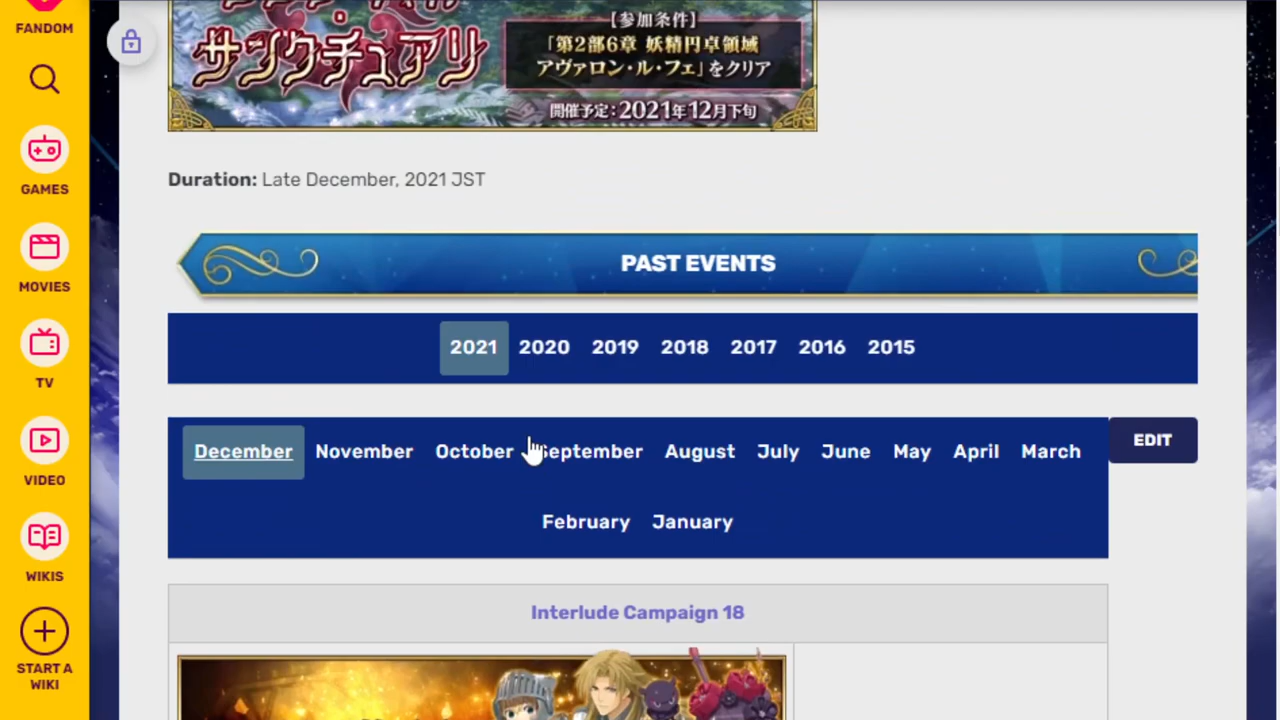 FANDOM
GAMES
MOVIES
TV
VIDEO
WIKIS
START A
WIKI
サンクチュアリ
【参加条件】
「第2部6章 妖精円卓領域
アヴァロン・ル・フェ」をクリア
開催予定：2021年12月下旬
Duration: Late December, 2021 JST
PAST EVENTS
2021 2020 2019 2018 2017 2016 2015
December November October September August July June May April March
EDIT
February January
Interlude Campaign 18